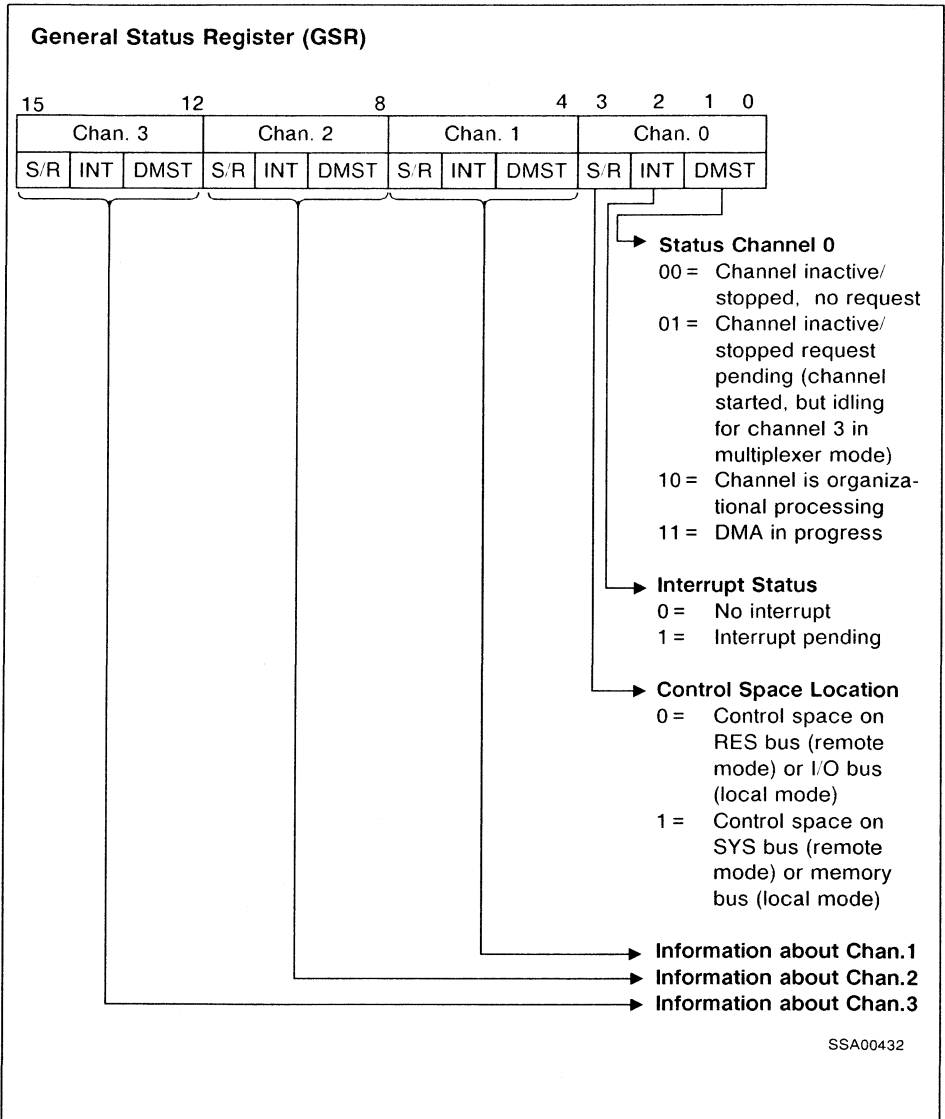 General Status Register (GSR)
15 12 8 4 3 2 1 0
Chan. 3 Chan. 2 Chan. 1 Chan. 0
S/R INT DMST S/R INT DMST S/R INT DMST S/R INT DMST
Status Channel 0
00 = Channel inactive/
stopped, no request
01 = Channel inactive/
stopped request
pending (channel
started, but idling
for channel 3 in
multiplexer mode)
10 = Channel is organiza-
tional processing
11 = DMA in progress
Interrupt Status
0 = No interrupt
1 = Interrupt pending
Control Space Location
0 = Control space on
RES bus (remote
mode) or I/O bus
(local mode)
1 = Control space on
SYS bus (remote
mode) or memory
bus (local mode)
Information about Chan.1
Information about Chan.2
Information about Chan.3
SSA00432